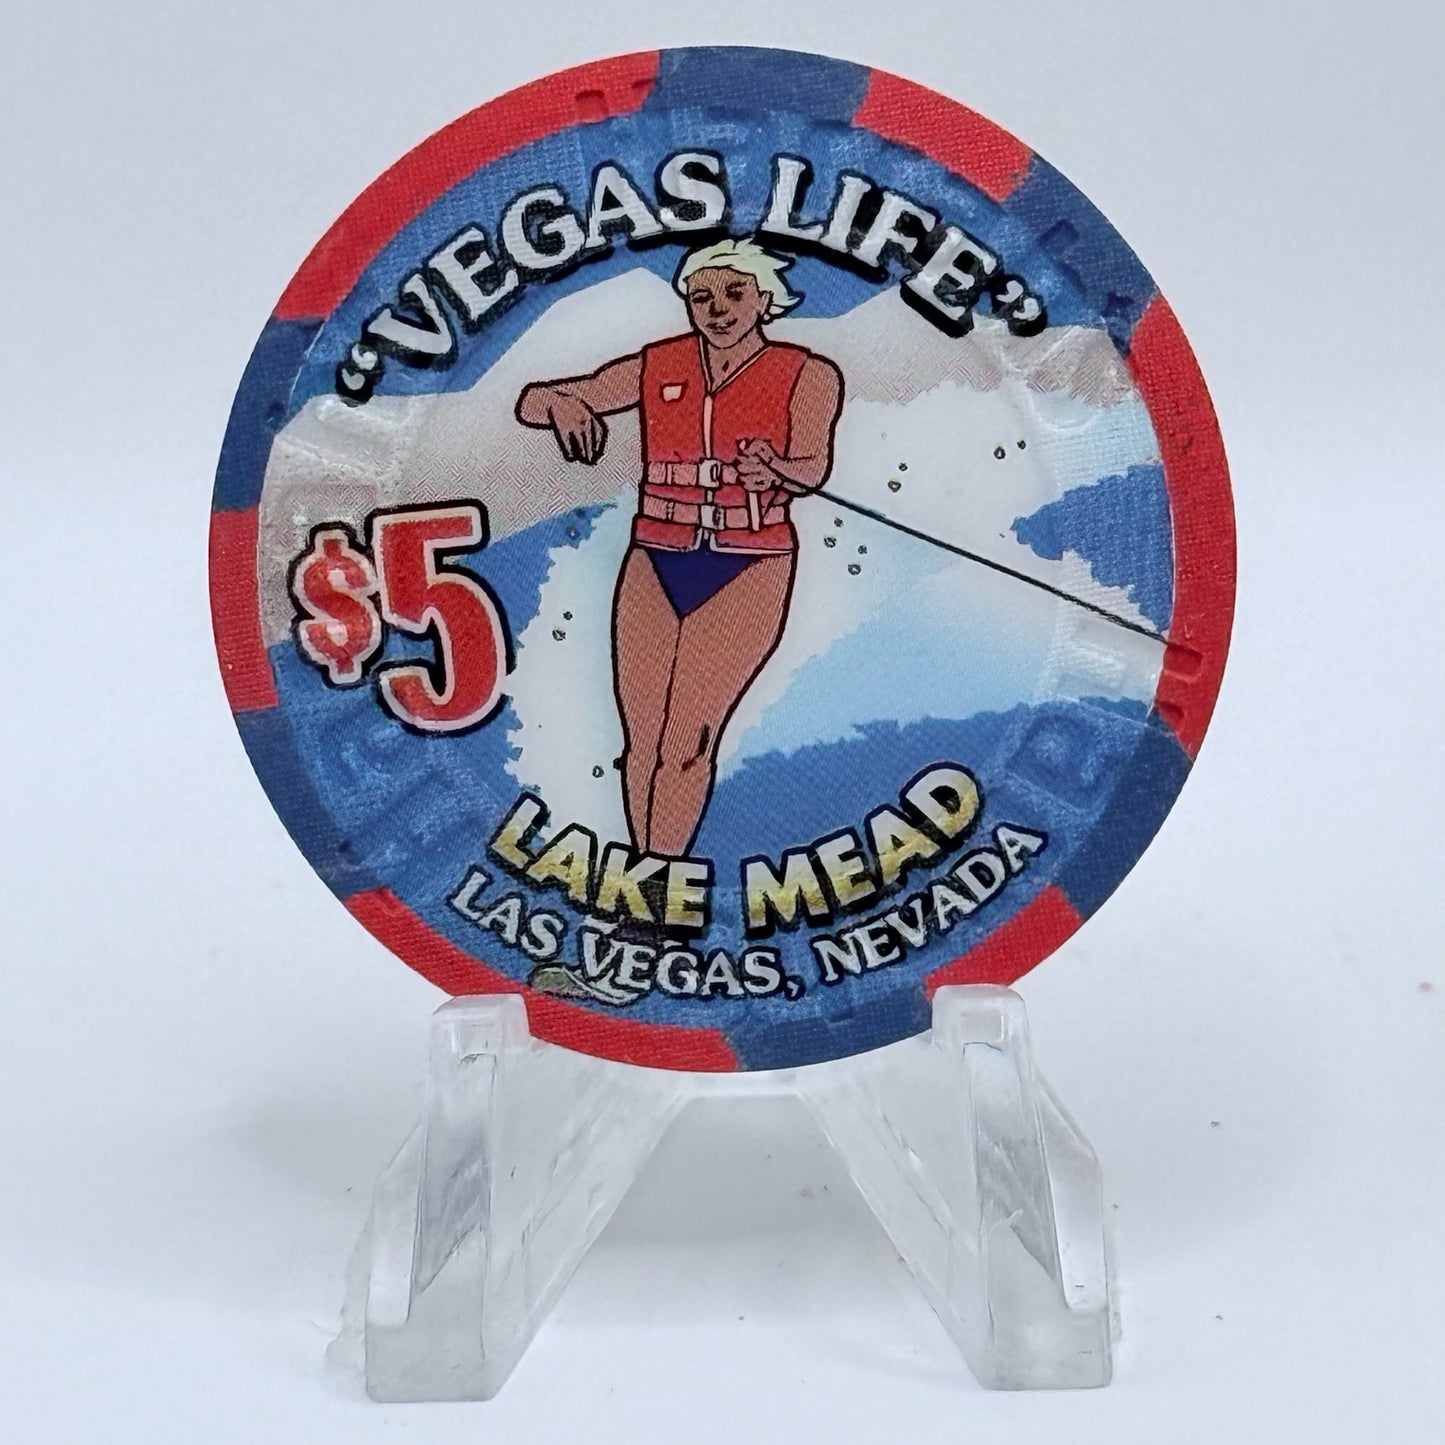 "VEGAS LIFE"
$5
LAKE MEAD
LAS VEGAS, NEVADA